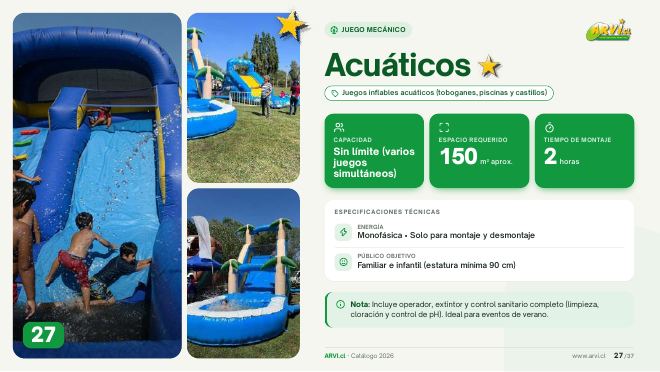 JUEGO MECÁNICO
ARVI.CL
Acuáticos
Juegos inflables acuáticos (toboganes, piscinas y castillos)
CAPACIDAD
Sin límite (varios
juegos
simultáneos)
ESPACIO REQUERIDO
150 m² aprox.
TIEMPO DE MONTAJE
2 horas
ESPECIFICACIONES TÉCNICAS
ENERGÍA
Monofásica • Solo para montaje y desmontaje
PÚBLICO OBJETIVO
Familiar e infantil (estatura mínima 90 cm)
Nota: Incluye operador, extintor y control sanitario completo (limpieza,
cloración y control de pH). Ideal para eventos de verano.
27
ARVI.cl · Catálogo 2026
www.arvi.cl 27/37